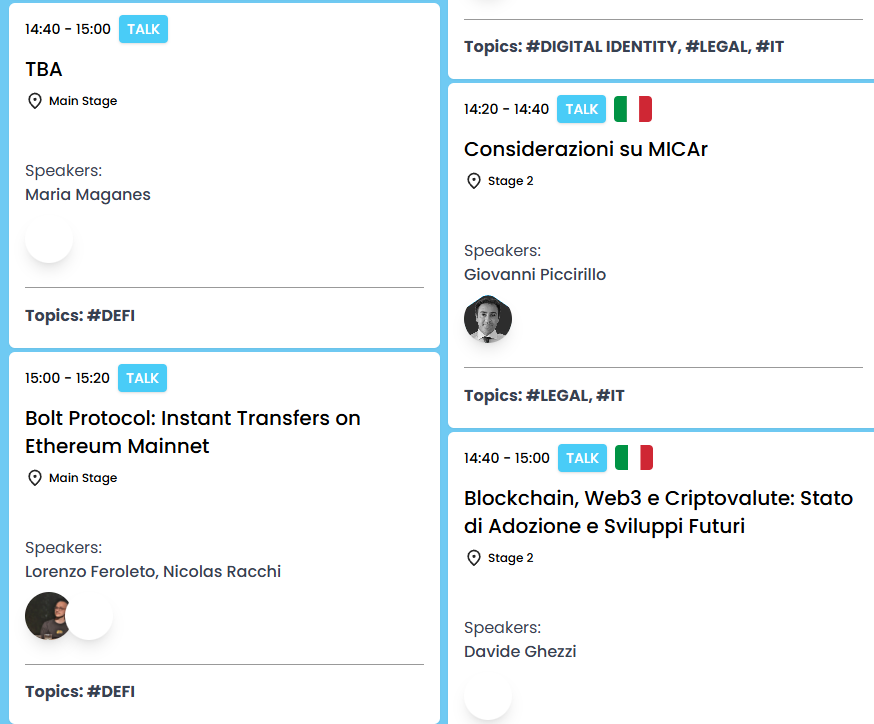 14:40 - 15:00 TALK
TBA
Main Stage
Speakers:
Maria Maganes
Topics: #DEFI
15:00 - 15:20 TALK
Bolt Protocol: Instant Transfers on
Ethereum Mainnet
Main Stage
Speakers:
Lorenzo Feroleto, Nicolas Racchi
Topics: #DEFI
Topics: #DIGITAL IDENTITY, #LEGAL, #IT
14:20 - 14:40 TALK
Considerazioni su MICAr
Stage 2
Speakers:
Giovanni Piccirillo
Topics: #LEGAL, #IT
14:40 - 15:00 TALK
Blockchain, Web3 e Criptovalute: Stato
di Adozione e Sviluppi Futuri
Stage 2
Speakers:
Davide Ghezzi